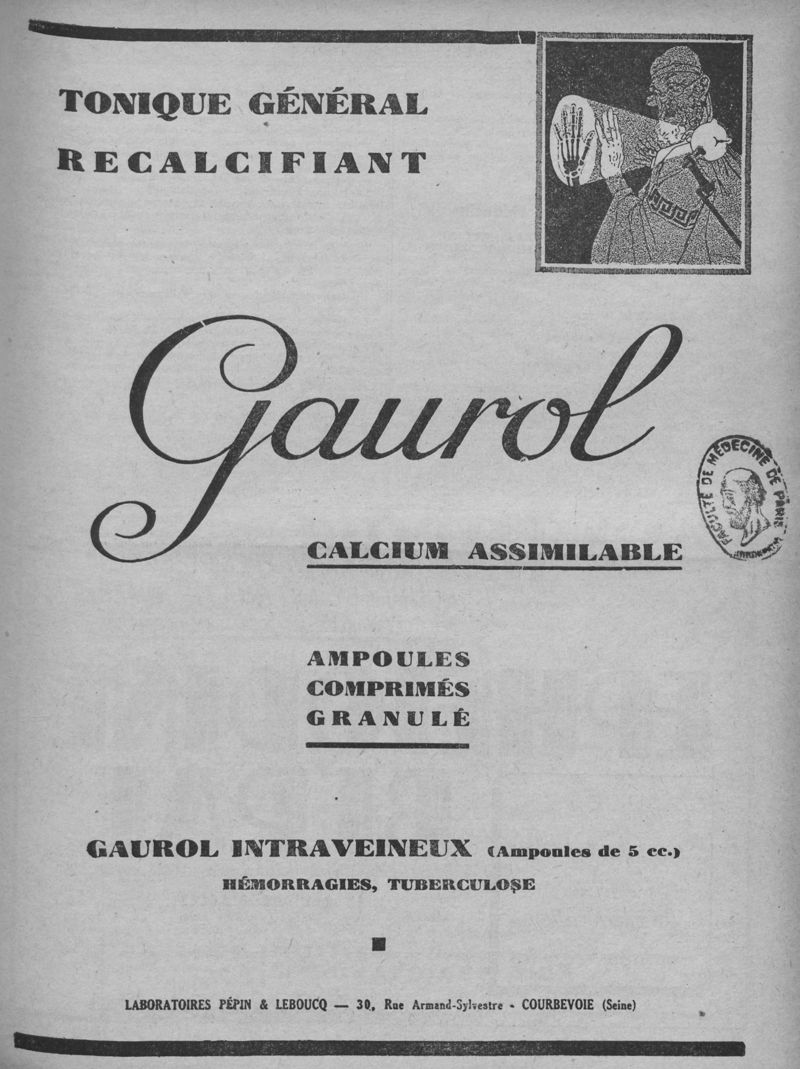 TONIQUE GÉNÉRAL
RECALCIFIANT
Gaurol
FACULTÉ DE MÉDECINE DE PARIS
CALCIUM ASSIMILABLE
AMPOULES
COMPRIMÉS
GRANULÉ
GAUROL INTRAVEINEUX (Ampoules de 5 cc.)
HÉMORRAGIES, TUBERCULOSE
LABORATOIRES PÉPIN & LEBOUCQ — 30, Rue Armand-Sylvestre - COURBEVOIE (Seine)